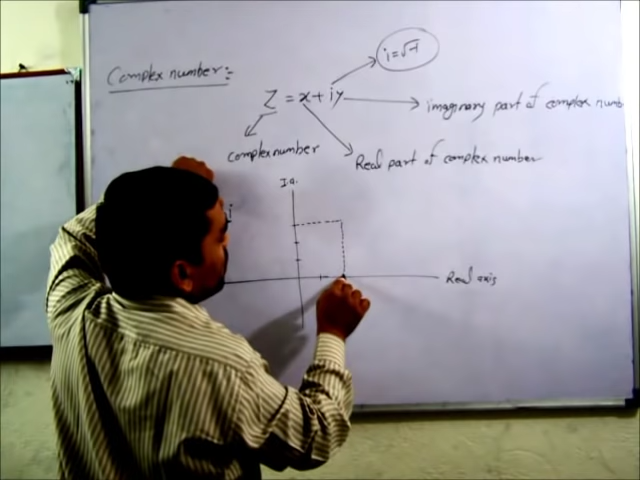 Complex number:=
i=√-1
Z = x + iy
imaginary part of complex numb
complex number
Real part of complex number
I.a.
i
Real axis